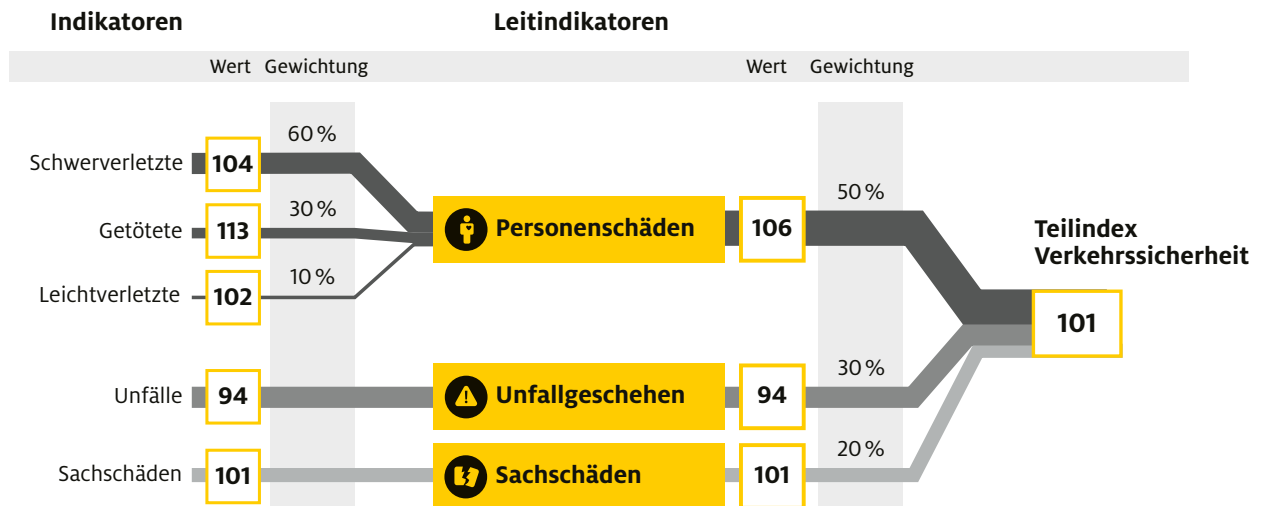 Indikatoren Leitindikatoren
Wert Gewichtung Wert Gewichtung
60 %
Schwerverletzte 104
50 %
30 %
Getötete 113 Personenschäden 106
Teilindex
Verkehrssicherheit
10 %
Leichtverletzte 102
101
30 %
Unfälle 94 Unfallgeschehen 94
20 %
Sachschäden 101 Sachschäden 101